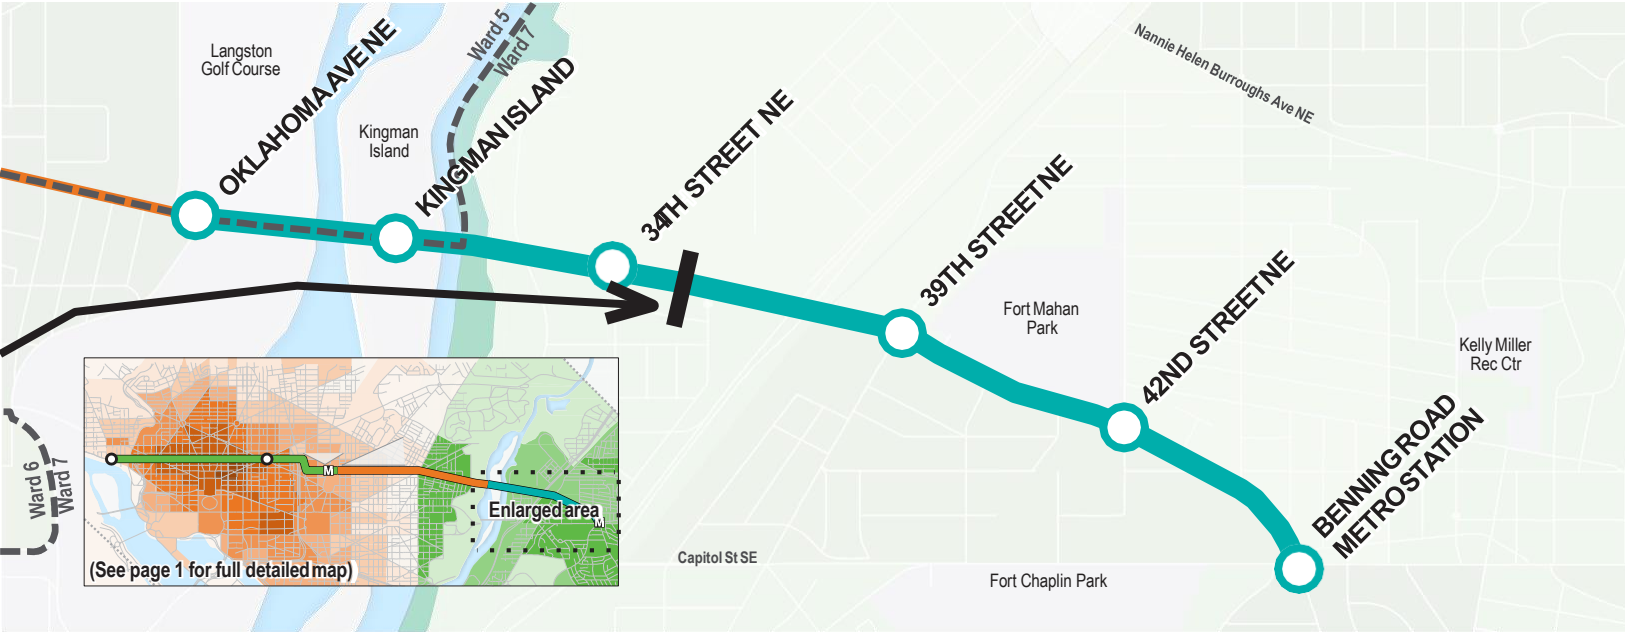 Langston
Golf Course
OKLAHOMA AVE NE
Ward 5
Ward 7
Kingman
Island
KINGMAN ISLAND
34TH STREET NE
Nannie Helen Burroughs Ave NE
39TH STREET NE
Fort Mahan
Park
42ND STREET NE
Kelly Miller
Rec Ctr
BENNING ROAD
METRO STATION
Ward 6
Ward 7
M
Enlarged area
M
(See page 1 for full detailed map)
Capitol St SE
Fort Chaplin Park